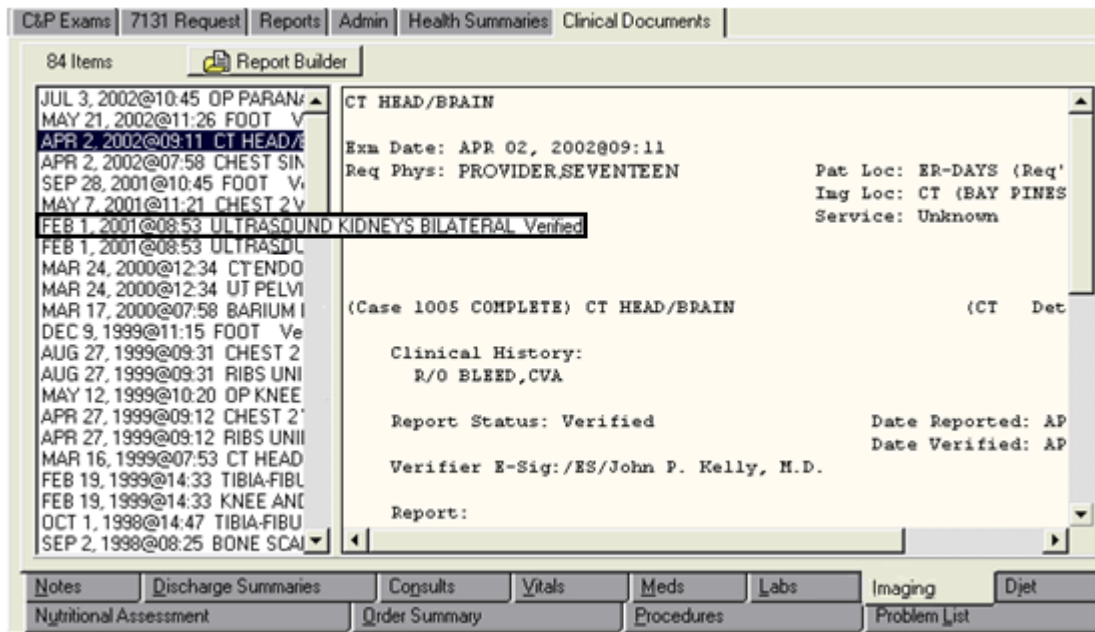 C&P Exams 7131 Request Reports Admin Health Summaries Clinical Documents
84 Items Report Builder
JUL 3, 2002@10:45 OP PARANA
MAY 21, 2002@11:26 FOOT V
APR 2, 2002@09:11 CT HEAD/B
APR 2, 2002@07:58 CHEST SIN
SEP 28, 2001@10:45 FOOT V
MAY 7, 2001@11:21 CHEST 2 V
FEB 1, 2001@08:53 ULTRASOUND KIDNEYS BILATERAL Verified
FEB 1, 2001@08:53 ULTRASOU
MAR 24, 2000@12:34 CT ENDO
MAR 24, 2000@12:34 UT PELVI
MAR 17, 2000@07:58 BARIUM
DEC 9, 1999@11:15 FOOT Ve
AUG 27, 1999@09:31 CHEST 2
AUG 27, 1999@09:31 RIBS UNI
MAY 12, 1999@10:20 OP KNEE
APR 27, 1999@09:12 CHEST 2
APR 27, 1999@09:12 RIBS UNI
MAR 16, 1999@07:53 CT HEAD
FEB 19, 1999@14:33 TIBIA-FIBU
FEB 19, 1999@14:33 KNEE AND
OCT 1, 1998@14:47 TIBIA-FIBU
SEP 2, 1998@08:25 BONE SCA
CT HEAD/BRAIN
Exm Date: APR 02, 2002@09:11
Req Phys: PROVIDER,SEVENTEEN Pat Loc: ER-DAYS (Req'
Img Loc: CT (BAY PINES
Service: Unknown
(Case 1005 COMPLETE) CT HEAD/BRAIN (CT Det
Clinical History:
R/O BLEED,CVA
Report Status: Verified Date Reported: AP
Date Verified: AP
Verifier E-Sig:/ES/John P. Kelly, M.D.
Report:
Notes Discharge Summaries Consults Vitals Meds Labs Imaging Diet
Nutritional Assessment Order Summary Procedures Problem List